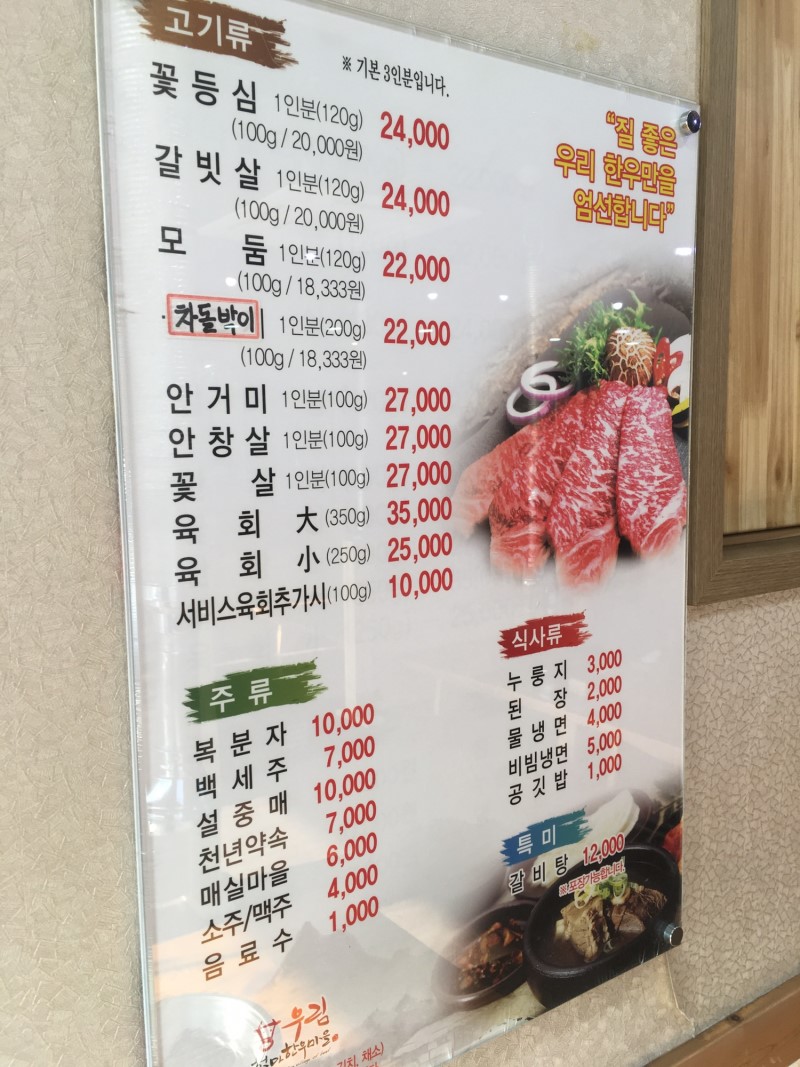 고기류
※ 기본 3인분입니다.
꽃등심 1인분(120g) 24,000
(100g / 20,000원)
갈빗살 1인분(120g) 24,000
(100g / 20,000원)
모둠 1인분(120g) 22,000
(100g / 18,333원)
차돌박이 1인분(200g) 22,000
(100g / 18,333원)
안거미 1인분(100g) 27,000
안창살 1인분(100g) 27,000
꽃살 1인분(100g) 27,000
육회 大 (350g) 35,000
육회 小 (250g) 25,000
서비스육회추가시(100g) 10,000
“질 좋은
우리 한우만을
엄선합니다”
주류
복분자 10,000
백세주 7,000
설중매 10,000
천년약속 7,000
매실마을 6,000
소주/맥주 4,000
음료수 1,000
식사류
누룽지 3,000
된장 2,000
물냉면 4,000
비빔냉면 5,000
공깃밥 1,000
특미
갈비탕 12,000
※ 포장가능합니다.
우림
한우마을
김치, 채소)